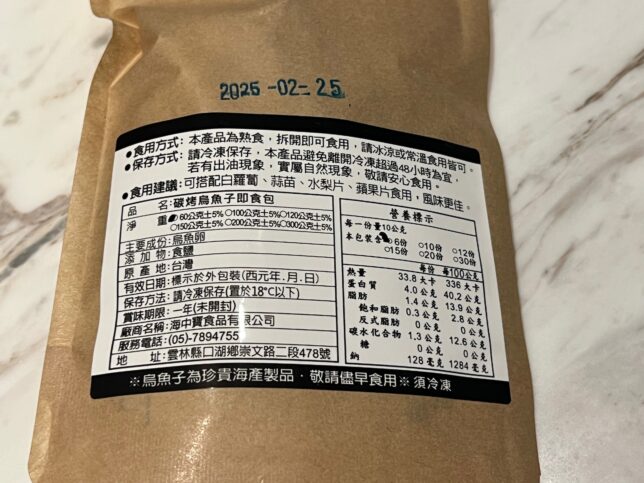 2025-02-25
●食用方式：本產品為熟食，拆開即可食用，請冰涼或常溫食用皆可。
●保存方式：請冷凍保存，本產品避免離開冷凍超過48小時為宜，
若有出油現象，實屬自然現象，敬請安心食用。
●食用建議：可搭配白蘿蔔、蒜苗、水梨片、蘋果片食用，風味更佳。
品 名：碳烤烏魚子即食包
淨 重：●60公克±5% ○100公克±5% ○120公克±5%
○150公克±5% ○200公克±5% ○300公克±5%
主要成份：烏魚卵
添加物：食鹽
原產地：台灣
有效日期：標示於外包裝(西元年.月.日)
保存方法：請冷凍保存(置於18°C以下)
賞味期限：一年(未開封)
廠商名稱：海中寶食品有限公司
服務電話：(05)-7894755
地 址：雲林縣口湖鄉崇文路二段478號
營養標示
每一份量10公克
本包裝含●6份 ○10份 ○12份
○15份 ○20份 ○30份
每份 每100公克
熱量 33.8 大卡 336 大卡
蛋白質 4.0 公克 40.2 公克
脂肪 1.4 公克 13.9 公克
飽和脂肪 0.3 公克 2.8 公克
反式脂肪 0 公克 0 公克
碳水化合物 1.3 公克 12.6 公克
糖 0 公克 0 公克
鈉 128 毫克 1284 毫克
※烏魚子為珍貴海產製品．敬請儘早食用※須冷凍